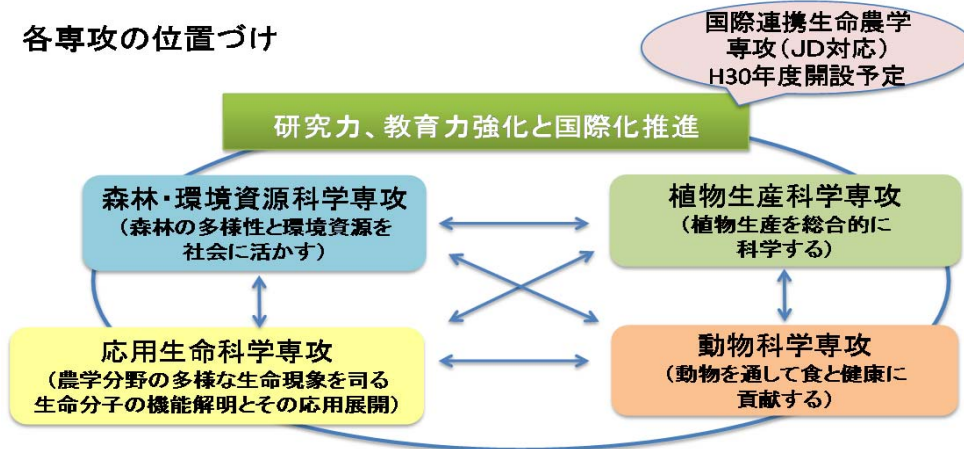 各専攻の位置づけ
国際連携生命農学
専攻（JD対応）
H30年度開設予定
研究力、教育力強化と国際化推進
森林・環境資源科学専攻
（森林の多様性と環境資源を
社会に活かす）
植物生産科学専攻
（植物生産を総合的に
科学する）
応用生命科学専攻
（農学分野の多様な生命現象を司る
生命分子の機能解明とその応用展開）
動物科学専攻
（動物を通して食と健康に
貢献する）